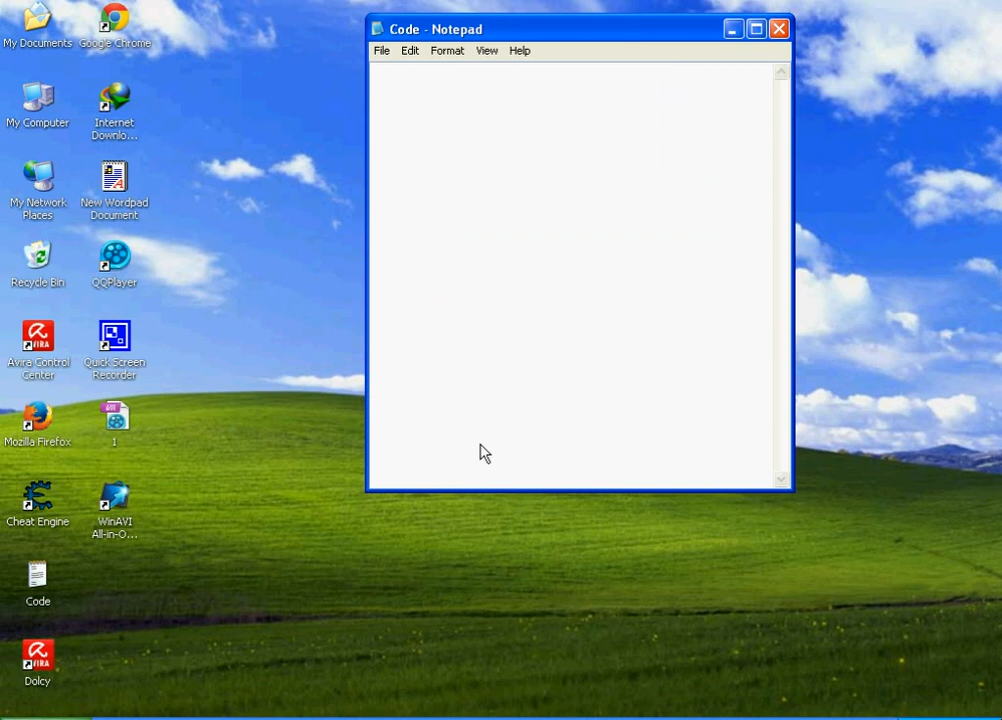 Code - Notepad
File Edit Format View Help
My Documents
Google Chrome
My Computer
Internet
Downlo...
My Network
Places
New Wordpad
Document
Recycle Bin
QQPlayer
Avira Control
Center
Quick Screen
Recorder
Mozilla Firefox
1
Cheat Engine
WinAVI
All-in-O...
Code
Dolcy